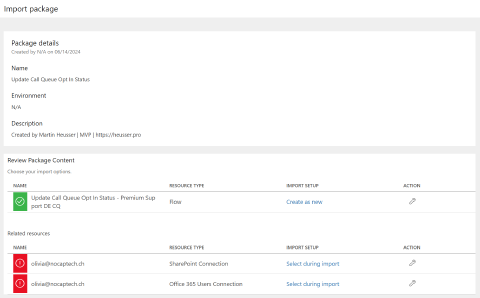 Import package
Package details
Created by N/A on 09/14/2024
Name
Update Call Queue Opt In Status
Environment
N/A
Description
Created by Martin Heusser | MVP | https://heusser.pro
Review Package Content
Choose your import options.
NAME RESOURCE TYPE IMPORT SETUP ACTION
Update Call Queue Opt In Status - Premium Sup
port DE CQ Flow Create as new
Related resources
NAME RESOURCE TYPE IMPORT SETUP ACTION
olivia@nocaptech.ch SharePoint Connection Select during import
olivia@nocaptech.ch Office 365 Users Connection Select during import